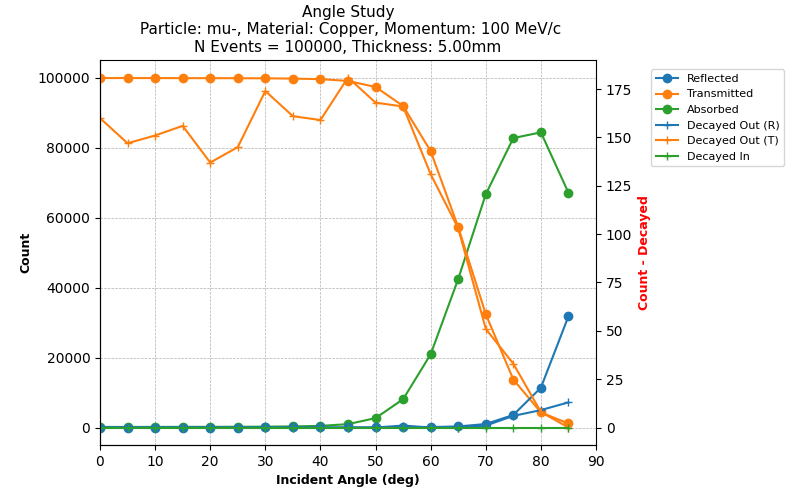 Angle Study
Particle: mu-, Material: Copper, Momentum: 100 MeV/c
N Events = 100000, Thickness: 5.00mm
100000
80000
60000
40000
20000
0
Count
0 10 20 30 40 50 60 70 80 90
Incident Angle (deg)
175
150
125
100
75
50
25
0
Count - Decayed
Reflected
Transmitted
Absorbed
Decayed Out (R)
Decayed Out (T)
Decayed In